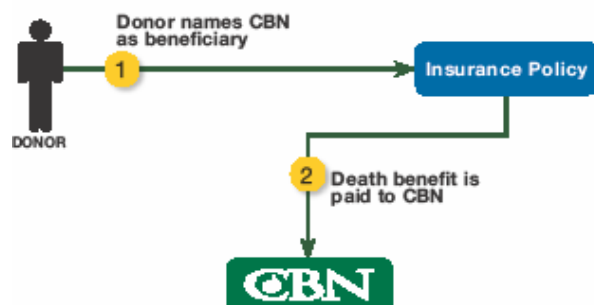 Donor names CBN
as beneficiary
1
Insurance Policy
DONOR
2
Death benefit is
paid to CBN
CBN